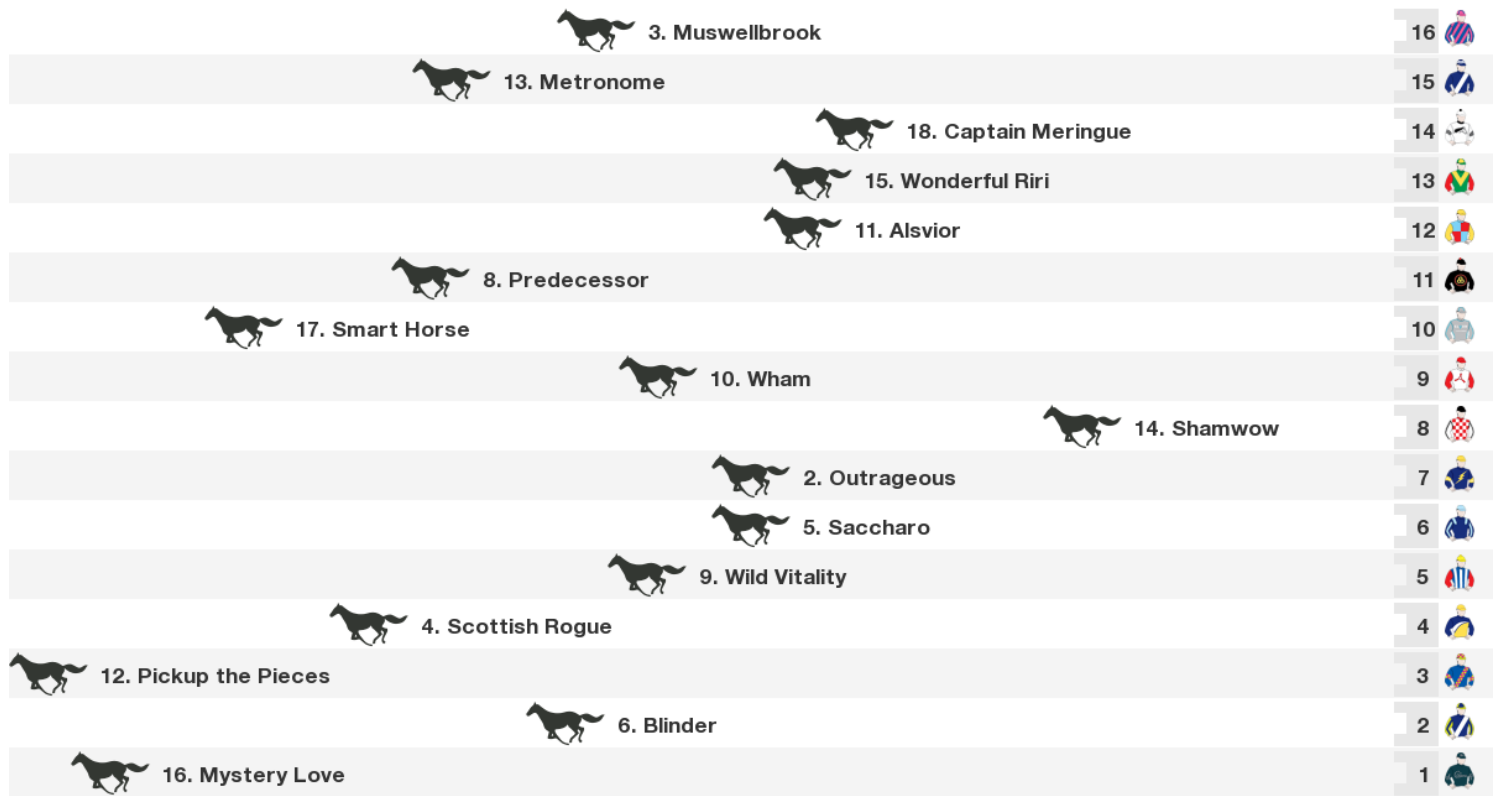 3. Muswellbrook 16
13. Metronome 15
18. Captain Meringue 14
15. Wonderful Riri 13
11. Alsvior 12
8. Predecessor 11
17. Smart Horse 10
10. Wham 9
14. Shamwow 8
2. Outrageous 7
5. Saccharo 6
9. Wild Vitality 5
4. Scottish Rogue 4
12. Pickup the Pieces 3
6. Blinder 2
16. Mystery Love 1